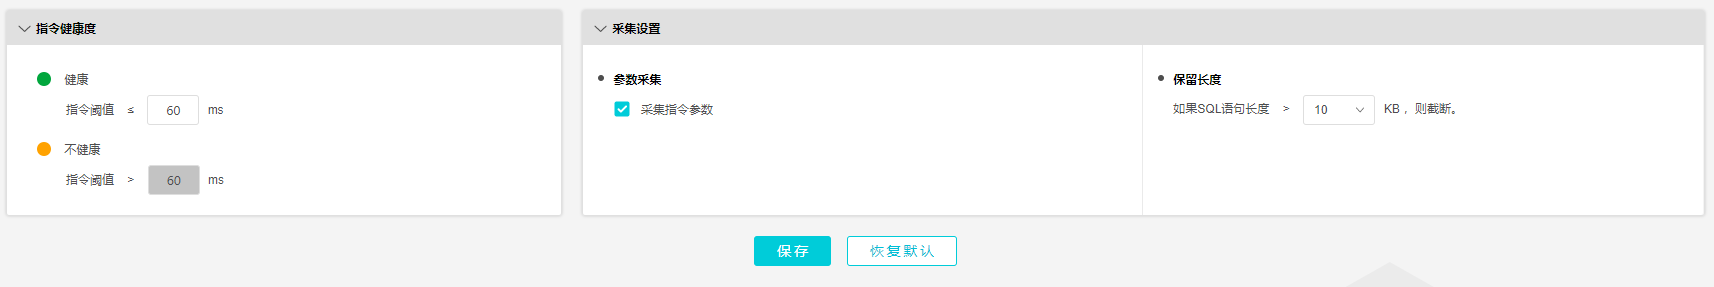 指令健康度
健康
指令阈值 ≤ 60 ms
不健康
指令阈值 > 60 ms
采集设置
参数采集
采集指令参数
保留长度
如果SQL语句长度 > 10 KB，则截断。
保存 恢复默认